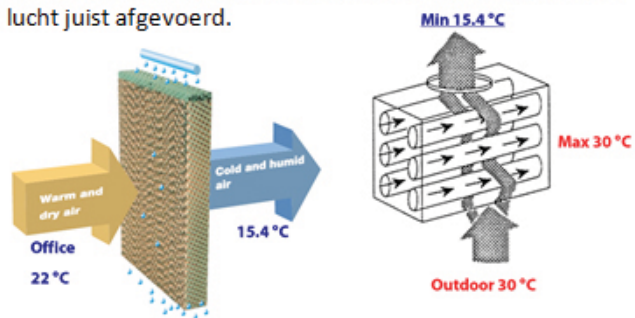 lucht juist afgevoerd.
Min 15.4 °C
Max 30 °C
Warm and
dry air
Cold and humid
air
Office
22 °C
15.4 °C
Outdoor 30 °C